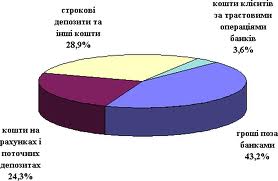 строкові
депозити та
інші кошти
28,9%
кошти клієнтів
за трастовими
операціями
банків
3,6%
кошти на
рахунках і
поточних
депозитах
24,3%
гроші поза
банками
43,2%